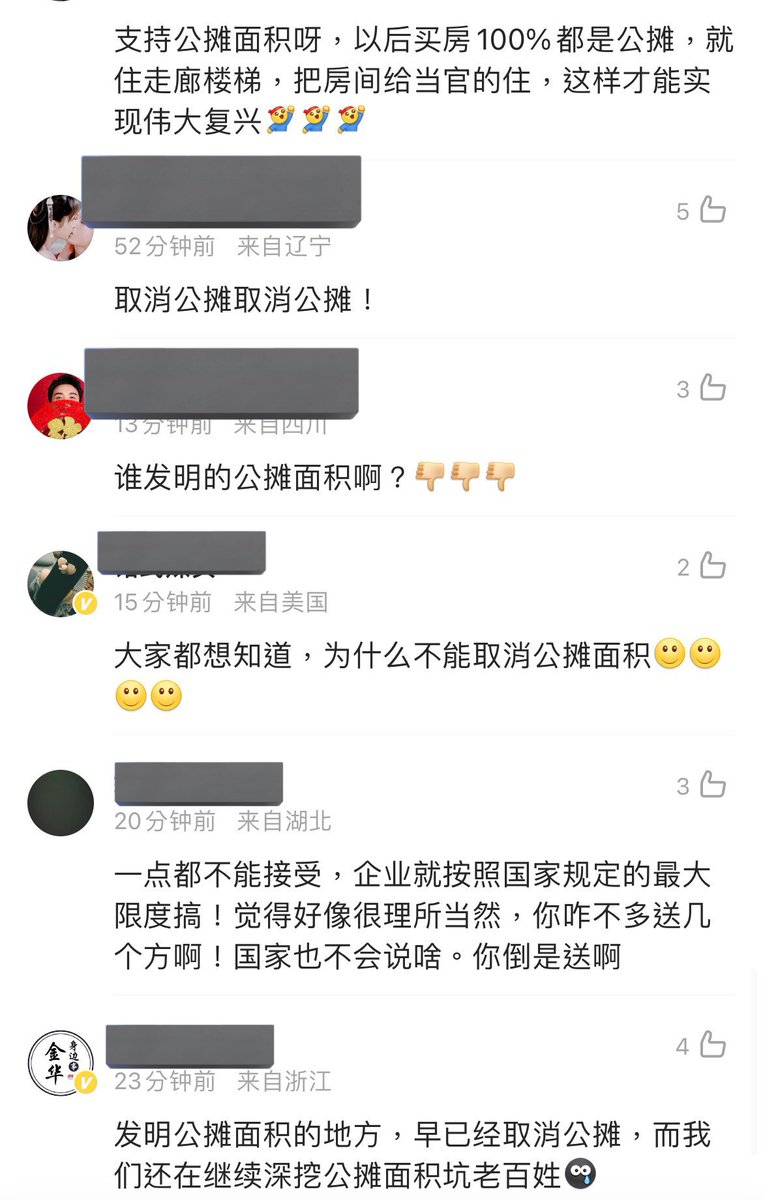 支持公摊面积呀，以后买房100%都是公摊，就
住走廊楼梯，把房间给当官的住，这样才能实
现伟大复兴
5
52分钟前 来自辽宁
取消公摊取消公摊！
3
13分钟前 来自四川
谁发明的公摊面积啊？
2
15分钟前 来自美国
大家都想知道，为什么不能取消公摊面积
3
20分钟前 来自湖北
一点都不能接受，企业就按照国家规定的最大
限度搞！觉得好像很理所当然，你咋不多送几
个方啊！国家也不会说啥。你倒是送啊
金华
身边事
4
23分钟前 来自浙江
发明公摊面积的地方，早已经取消公摊，而我
们还在继续深挖公摊面积坑老百姓